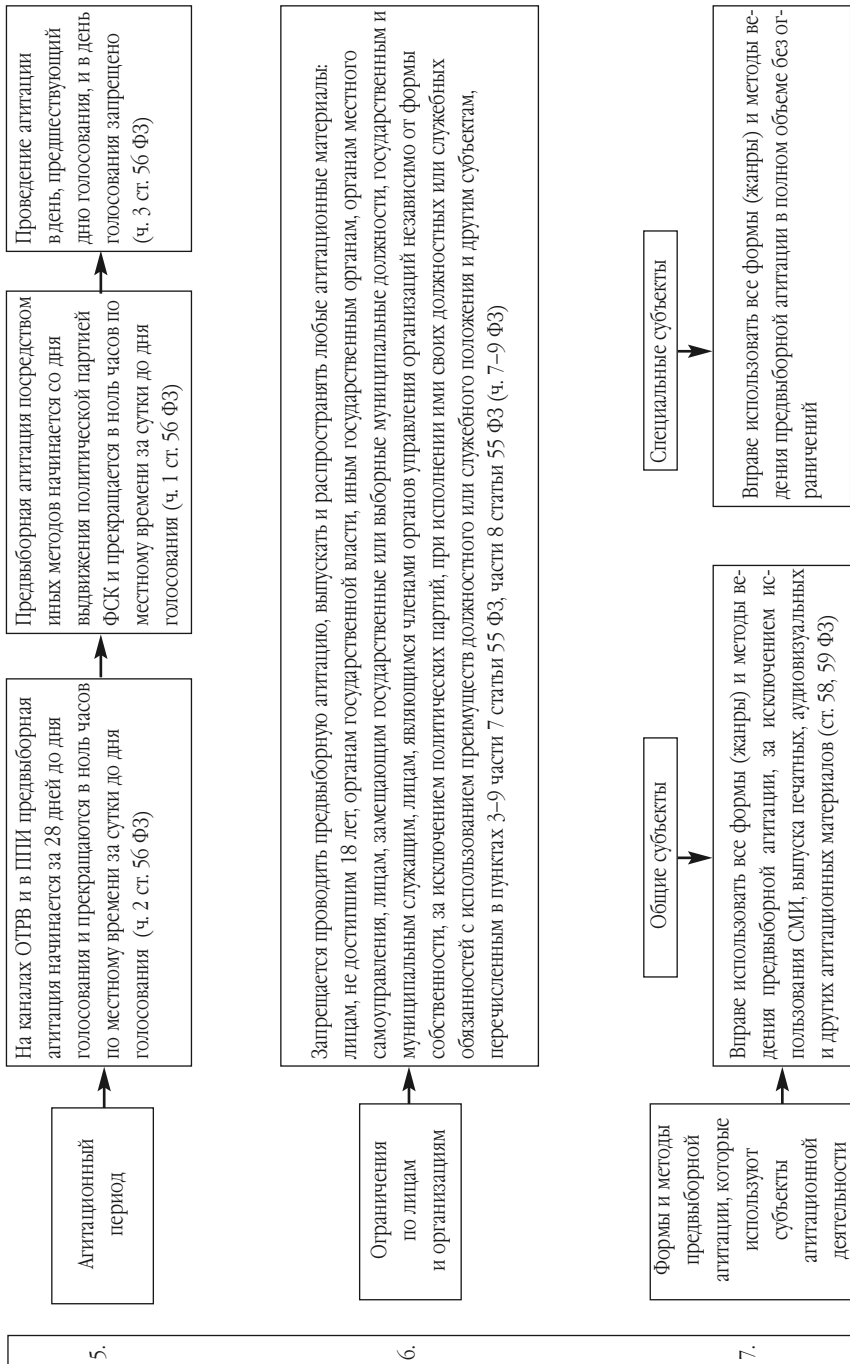 5.
Агитационный
период
На каналах ОТРВ и в ППИ предвыборная
агитация начинается за 28 дней до дня
голосования и прекращаются в ноль часов
по местному времени за сутки до дня
голосования (ч. 2 ст. 56 ФЗ)
Предвыборная агитация посредством
иных методов начинается со дня
выдвижения политической партией
ФСК и прекращается в ноль часов по
местному времени за сутки до дня
голосования (ч. 1 ст. 56 ФЗ)
Проведение агитации
в день, предшествующий
дню голосования, и в день
голосования запрещено
(ч. 3 ст. 56 ФЗ)
6.
Ограничения
по лицам
и организациям
Запрещается проводить предвыборную агитацию, выпускать и распространять любые агитационные материалы:
лицам, не достигшим 18 лет, органам государственной власти, иным государственным органам, органам местного
самоуправления, лицам, замещающим государственные или выборные муниципальные должности, государственным и
муниципальным служащим, лицам, являющимся членами органов управления организаций независимо от формы
собственности, за исключением политических партий, при исполнении ими своих должностных или служебных
обязанностей с использованием преимуществ должностного или служебного положения и другим субъектам,
перечисленным в пунктах 3–9 части 7 статьи 55 ФЗ, части 8 статьи 55 ФЗ (ч. 7–9 ФЗ)
7.
Формы и методы
предвыборной
агитации, которые
используют
субъекты
агитационной
деятельности
Общие субъекты
Вправе использовать все формы (жанры) и методы ве-
дения предвыборной агитации, за исключением ис-
пользования СМИ, выпуска печатных, аудиовизуальных
и других агитационных материалов (ст. 58, 59 ФЗ)
Специальные субъекты
Вправе использовать все формы (жанры) и методы ве-
дения предвыборной агитации в полном объеме без ог-
раничений